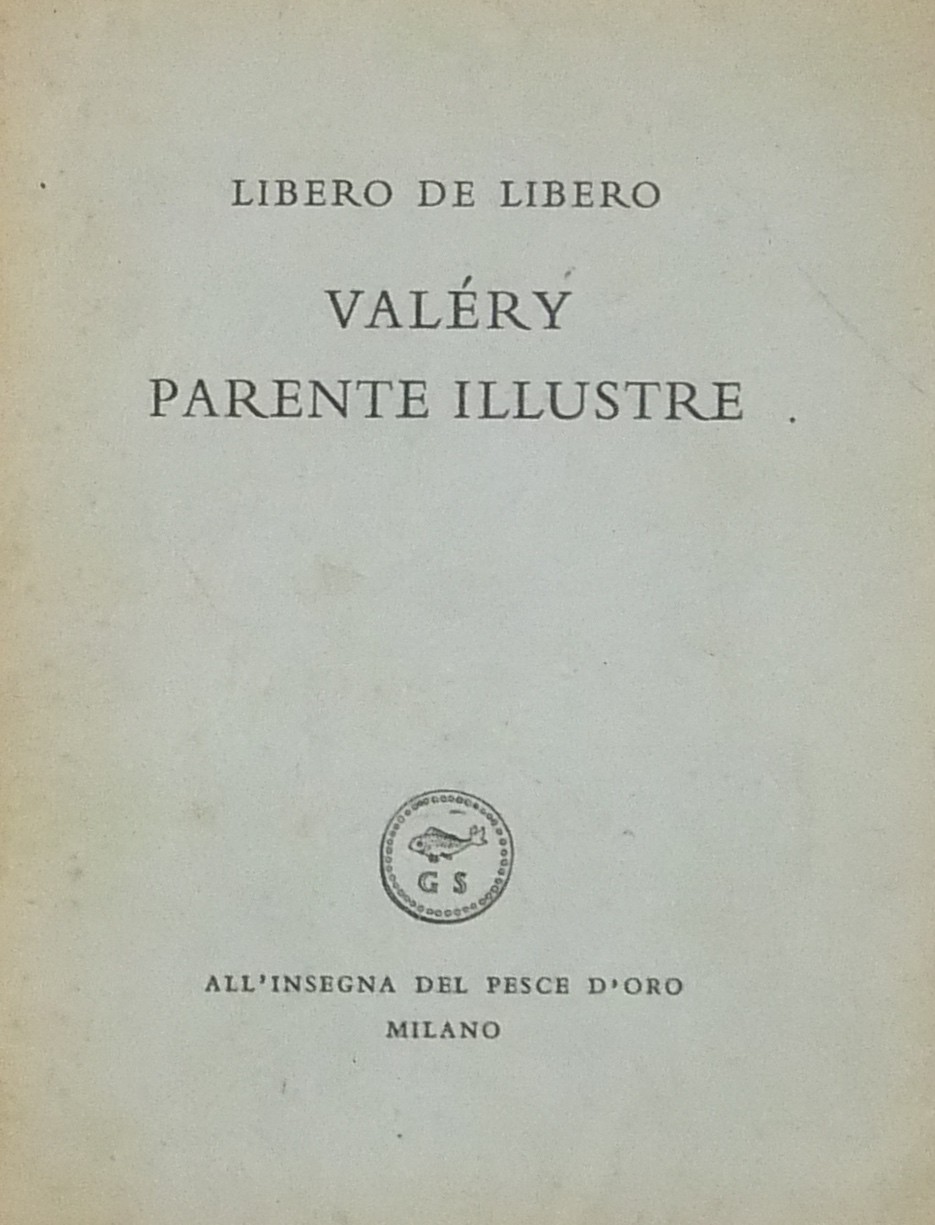 LIBERO DE LIBERO
VALÉRY
PARENTE ILLUSTRE
G S
ALL'INSEGNA DEL PESCE D'ORO
MILANO